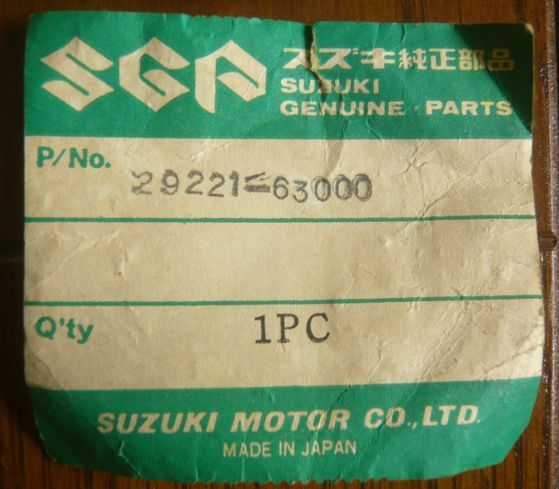 SGP
スズキ純正部品
SUZUKI
GENUINE PARTS
P/No.
29221-63000
Q'ty
1PC
SUZUKI MOTOR CO.,LTD.
MADE IN JAPAN